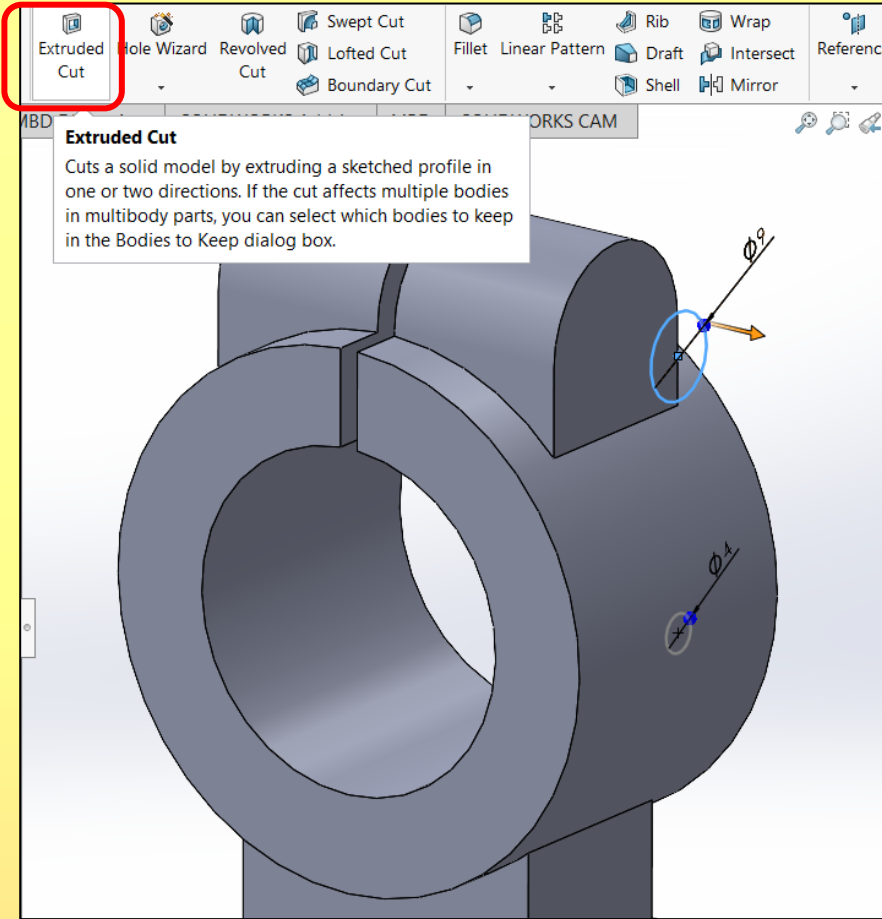 Extruded Cut
Hole Wizard
Revolved Cut
Swept Cut
Lofted Cut
Boundary Cut
Fillet
Linear Pattern
Rib
Draft
Shell
Wrap
Intersect
Mirror
Referenc
MBD
ORKS CAM
Extruded Cut
Cuts a solid model by extruding a sketched profile in
one or two directions. If the cut affects multiple bodies
in multibody parts, you can select which bodies to keep
in the Bodies to Keep dialog box.
ϕ9
ϕ4